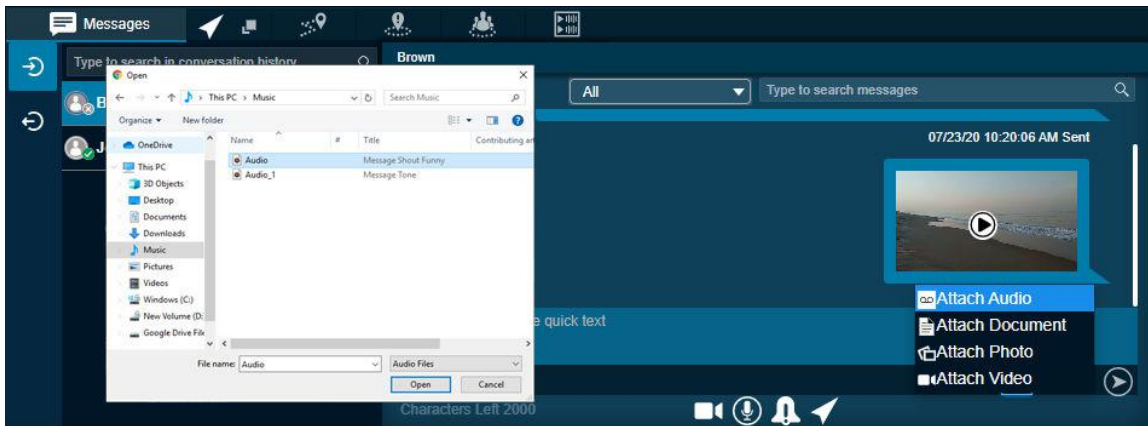 Messages
Type to search in conversation history
Brown
Open
This PC > Music
Search Music
All
Type to search messages
Organize
New folder
07/23/20 10:20:06 AM Sent
Name
#
Title
Contributing
OneDrive
Audio
Message Shout Funny
This PC
Audio_1
Message Tone
3D Objects
Desktop
Documents
Downloads
Music
Pictures
Videos
Windows (C:)
New Volume (D:
Google Drive File
Attach Audio
quick text
Attach Document
Attach Photo
Attach Video
File name: Audio
Audio Files
Open
Cancel
Characters Left 2000